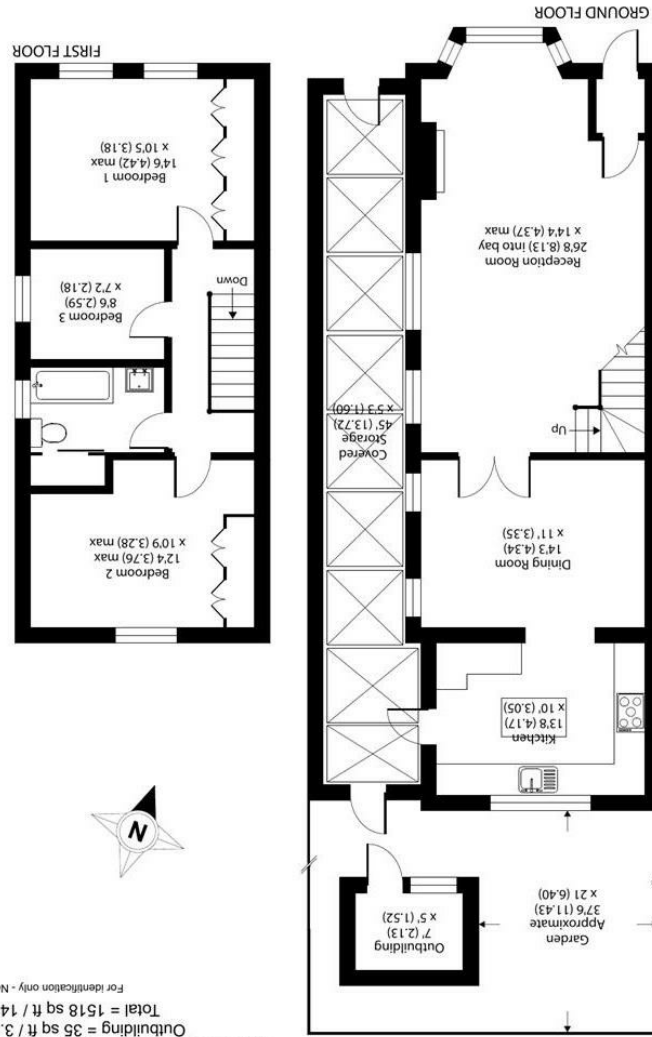 Outbuilding = 35 sq ft / 3.
Total = 1518 sq ft / 14
For identification only - N
Garden
Approximate
37'6 (11.43)
x 21 (6.40)
Outbuilding
7' (2.13)
x 5' (1.52)
N
Kitchen
13'8 (4.17)
x 10' (3.05)
Dining Room
14'3 (4.34)
x 11' (3.35)
Up
Covered
Storage
45' (13.72)
x 5'3 (1.60)
Reception Room
26'8 (8.13) into bay
x 14'4 (4.37) max
GROUND FLOOR
Bedroom 2
12'4 (3.76) max
x 10'9 (3.28) max
Down
Bedroom 3
8'6 (2.59)
x 7'2 (2.18)
Bedroom 1
14'6 (4.42) max
x 10'5 (3.18)
FIRST FLOOR